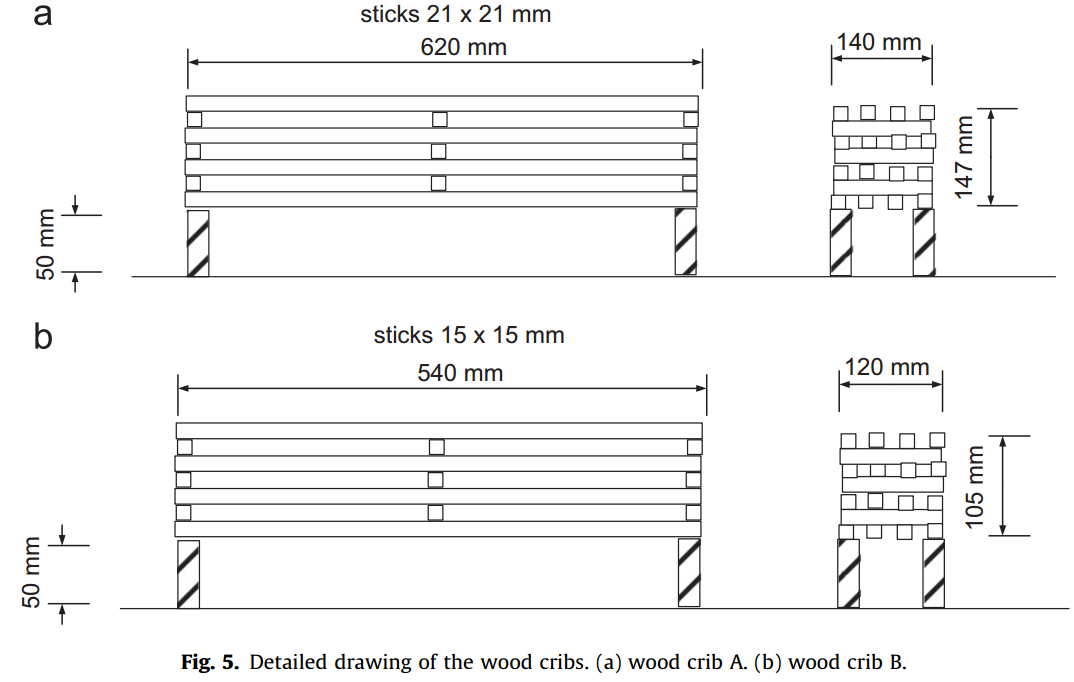 a
sticks 21 x 21 mm
620 mm
140 mm
147 mm
50 mm
b
sticks 15 x 15 mm
540 mm
120 mm
105 mm
50 mm
Fig. 5. Detailed drawing of the wood cribs. (a) wood crib A. (b) wood crib B.